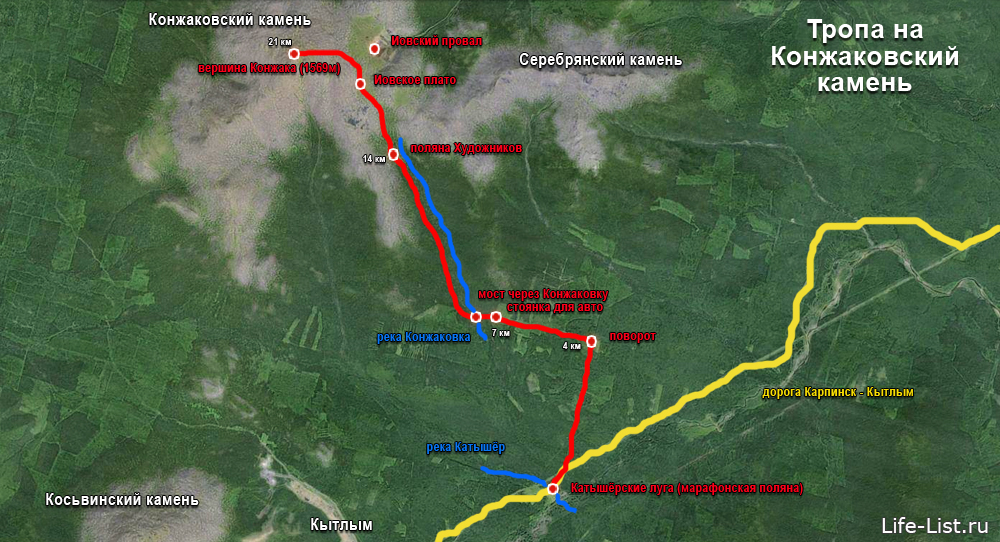 Конжаковский камень
Тропа на
Конжаковский
камень
21 км
Иовский провал
вершина Конжака (1569м)
Серебрянский камень
Иовское плато
поляна Художников
14 км
мост через Конжаковку
стоянка для авто
река Конжаковка
7 км
4 км
поворот
дорога Карпинск - Кытлым
река Катышёр
Катышёрские луга (марафонская поляна)
Косьвинский камень
Кытлым
Life-List.ru